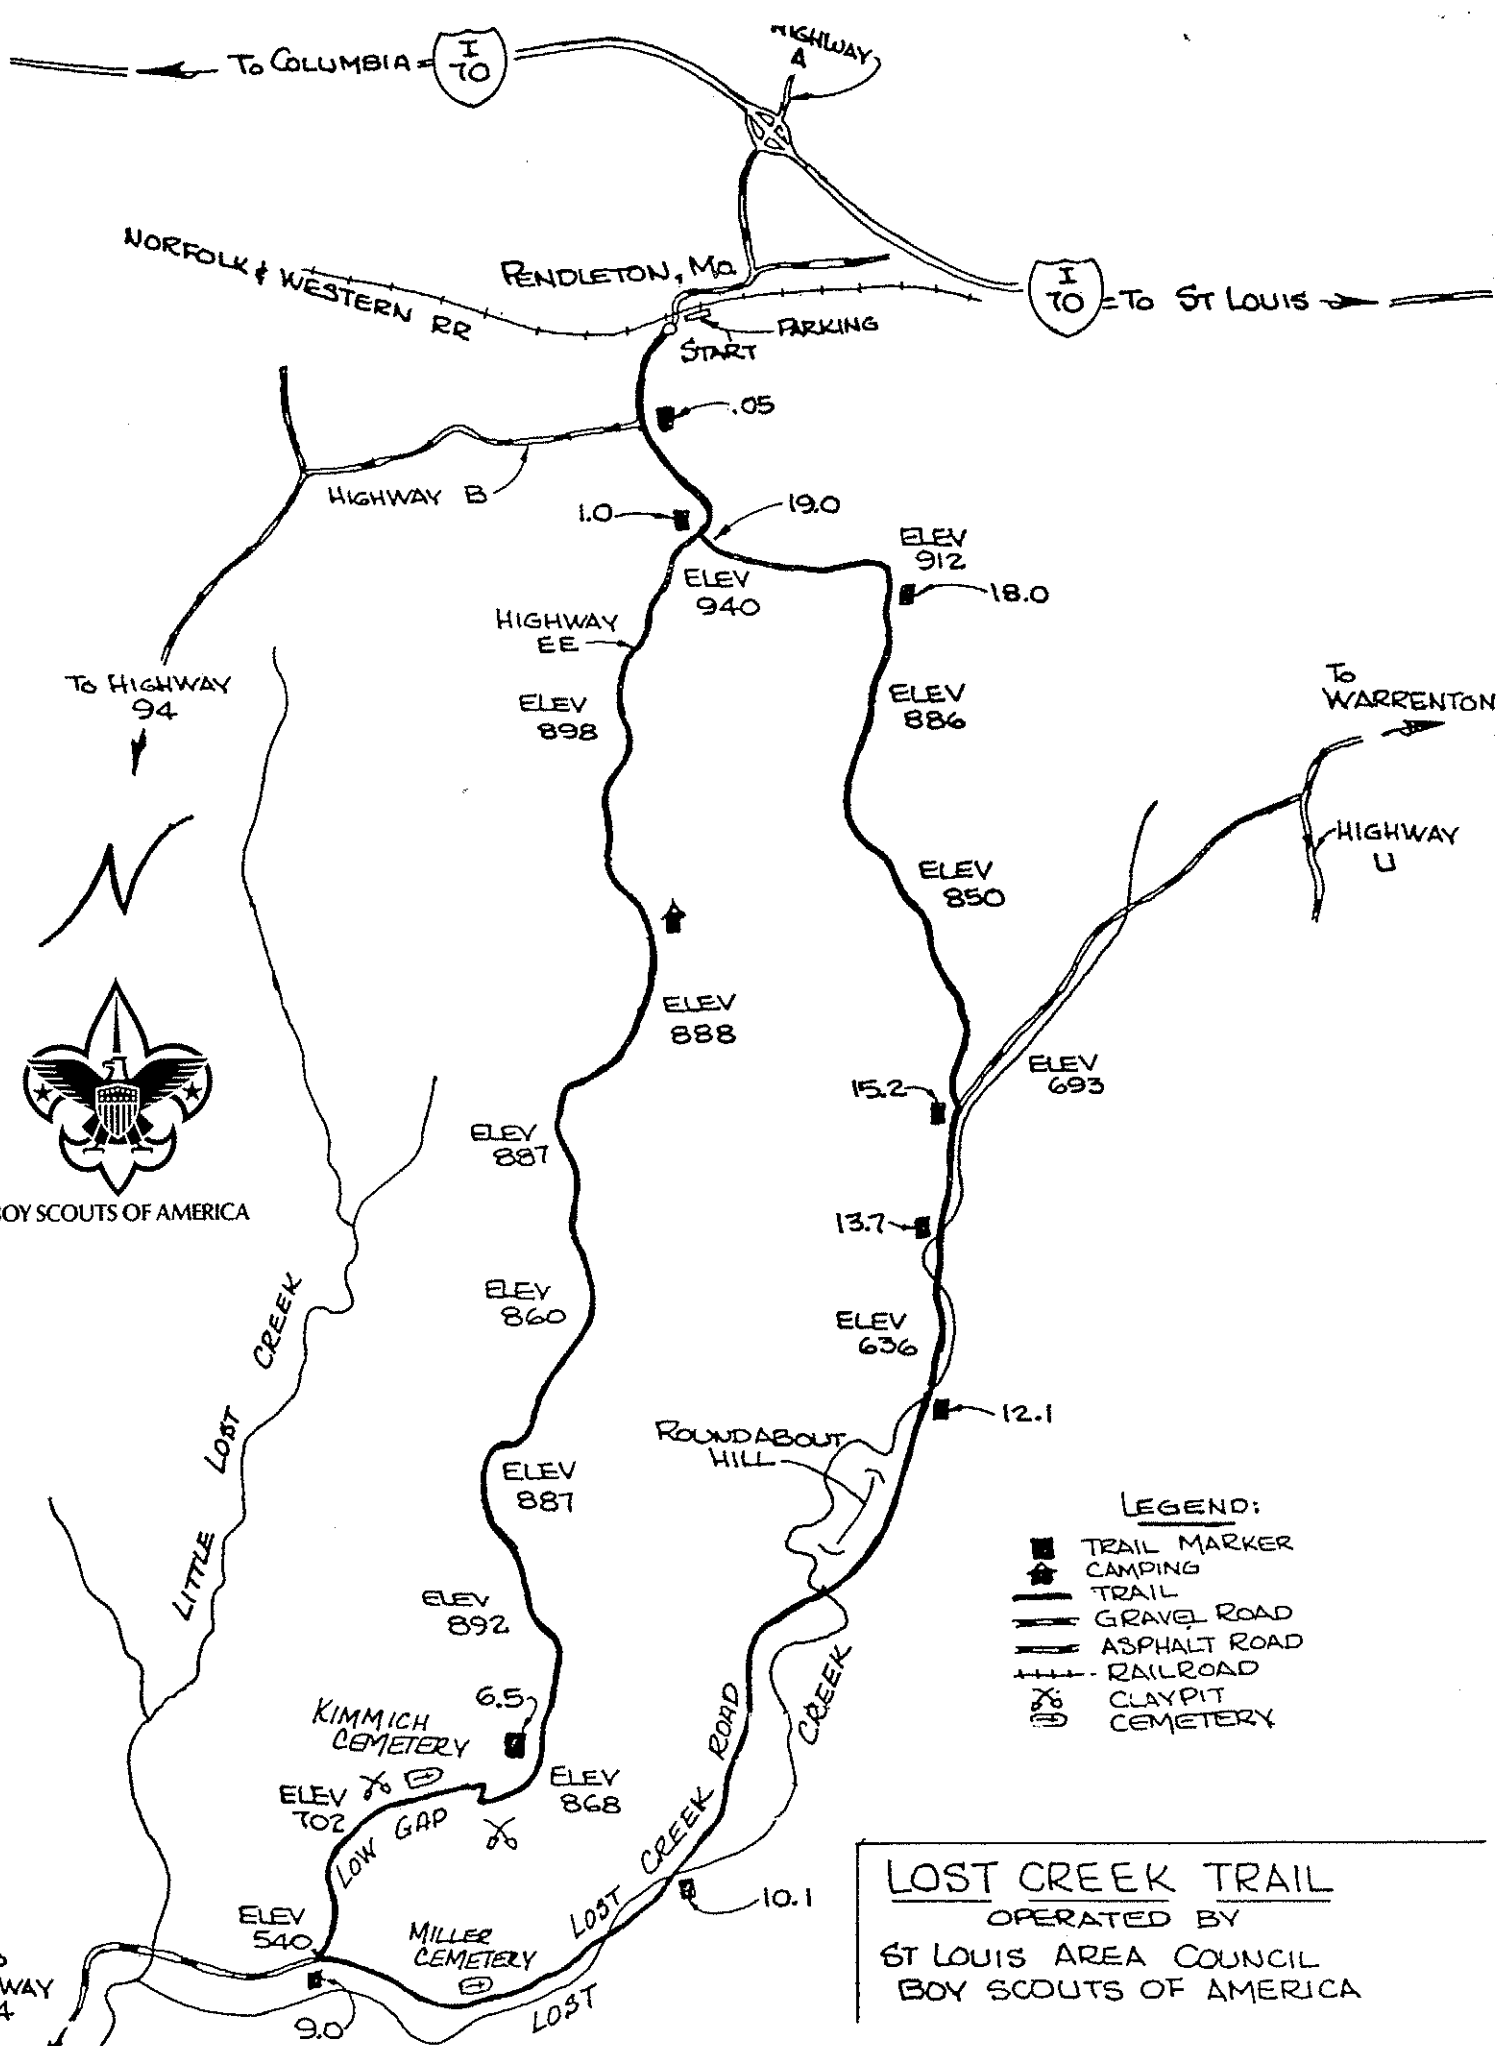 HIGHWAY
A
TO COLUMBIA
I
70
NORFOLK & WESTERN RR
PENDLETON, MO.
I
70
TO ST LOUIS
PARKING
START
.05
HIGHWAY B
1.0
19.0
ELEV
912
18.0
ELEV
940
HIGHWAY
EE
TO HIGHWAY
94
ELEV
898
ELEV
886
TO
WARRENTON
HIGHWAY
U
ELEV
850
N
ELEV
888
ELEV
693
15.2
ELEV
887
BOY SCOUTS OF AMERICA
13.7
ELEV
860
ELEV
636
LITTLE LOST CREEK
12.1
ROUNDABOUT
HILL
ELEV
887
LEGEND:
TRAIL MARKER
CAMPING
TRAIL
GRAVEL ROAD
ASPHALT ROAD
RAILROAD
CLAYPIT
CEMETERY
ELEV
892
6.5
KIMMICH
CEMETERY
ELEV
868
ELEV
702
LOW GAP
LOST CREEK ROAD
LOST CREEK
10.1
ELEV
540
MILLER
CEMETERY
9.0
LOST CREEK TRAIL
OPERATED BY
ST LOUIS AREA COUNCIL
BOY SCOUTS OF AMERICA